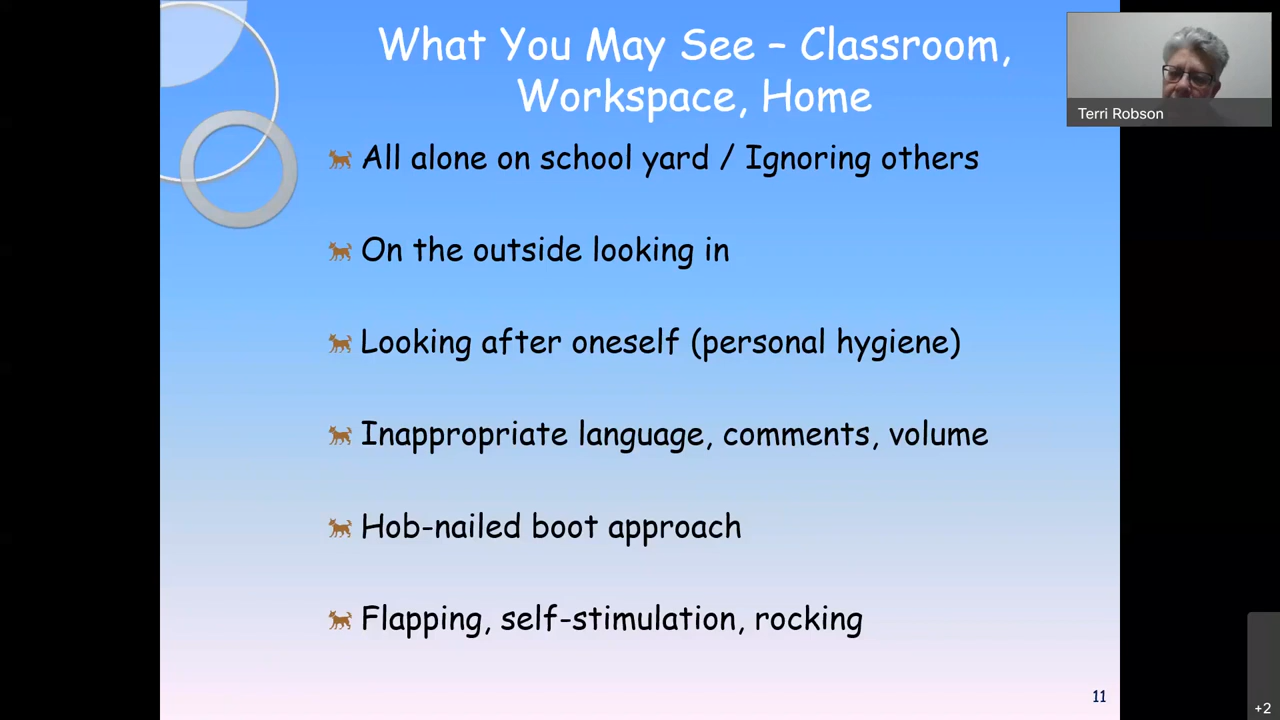 What You May See – Classroom,
Workspace, Home
All alone on school yard / Ignoring others
On the outside looking in
Looking after oneself (personal hygiene)
Inappropriate language, comments, volume
Hob-nailed boot approach
Flapping, self-stimulation, rocking
11
Terri Robson
+2